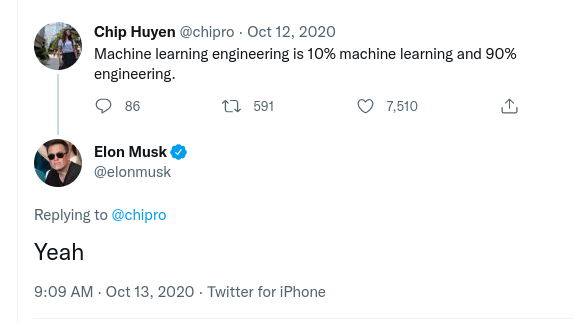 Chip Huyen @chipro · Oct 12, 2020
Machine learning engineering is 10% machine learning and 90%
engineering.
86 591 7,510
Elon Musk
@elonmusk
Replying to @chipro
Yeah
9:09 AM · Oct 13, 2020 · Twitter for iPhone